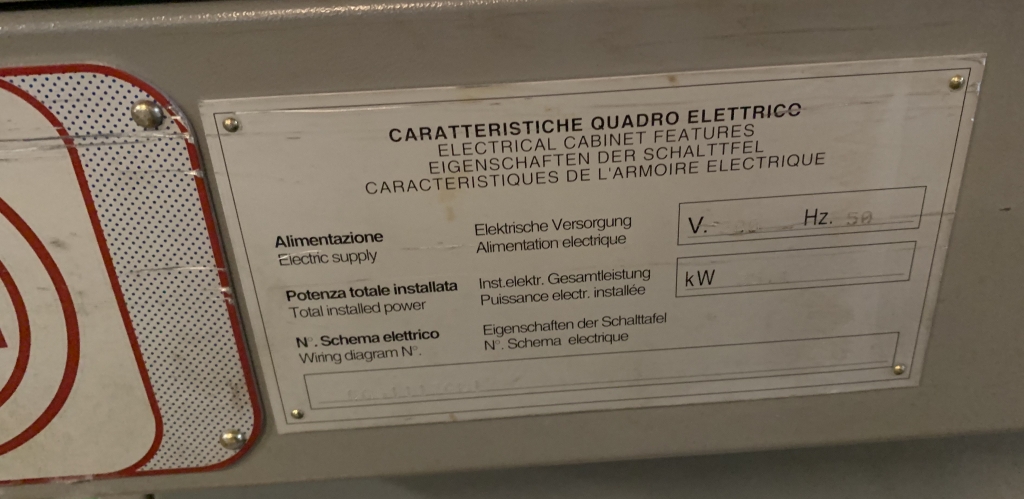 CARATTERISTICHE QUADRO ELETTRICO
ELECTRICAL CABINET FEATURES
EIGENSCHAFTEN DER SCHALTTFEL
CARACTERISTIQUES DE L'ARMOIRE ELECTRIQUE
Alimentazione
Electric supply
Elektrische Versorgung
Alimentation electrique
V. Hz. 50
Potenza totale installata
Total installed power
Inst.elektr. Gesamtleistung
Puissance electr. installée
kW
N°. Schema elettrico
Wiring diagram N°.
Eigenschaften der Schalttafel
N°. Schema electrique